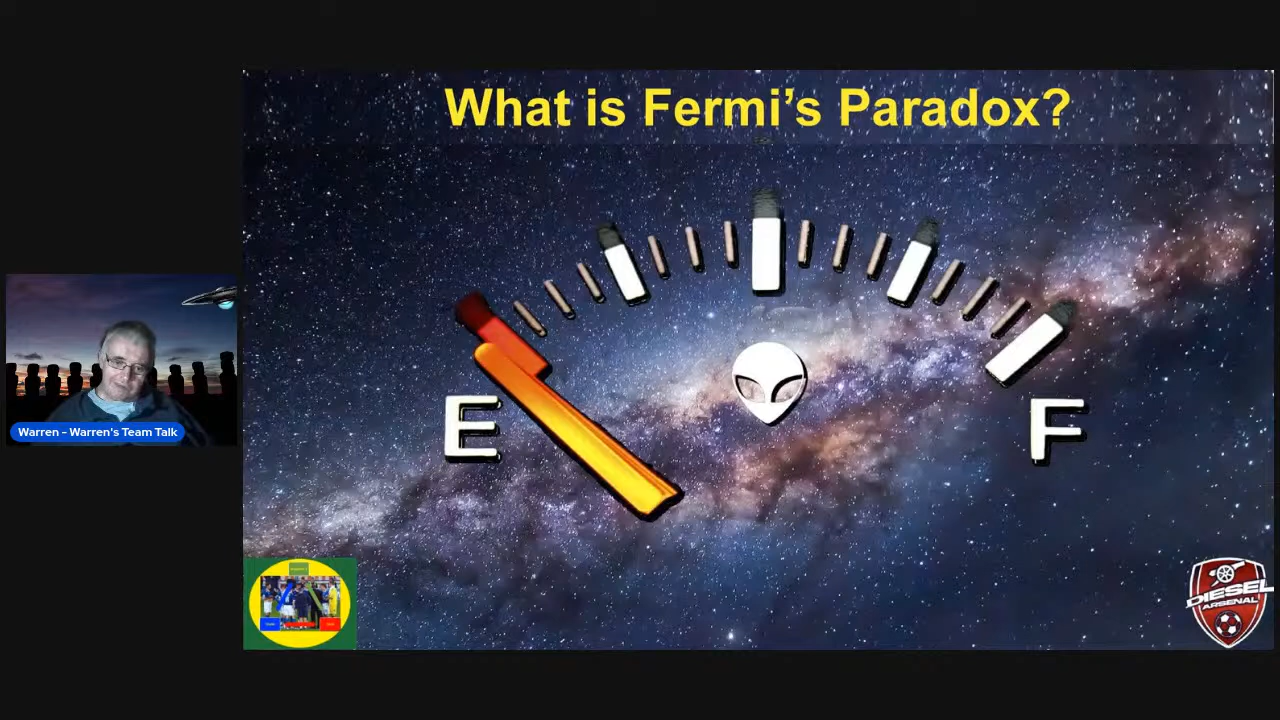 What is Fermi's Paradox?
E
F
Warren - Warren's Team Talk
DIESEL
ARSENAL